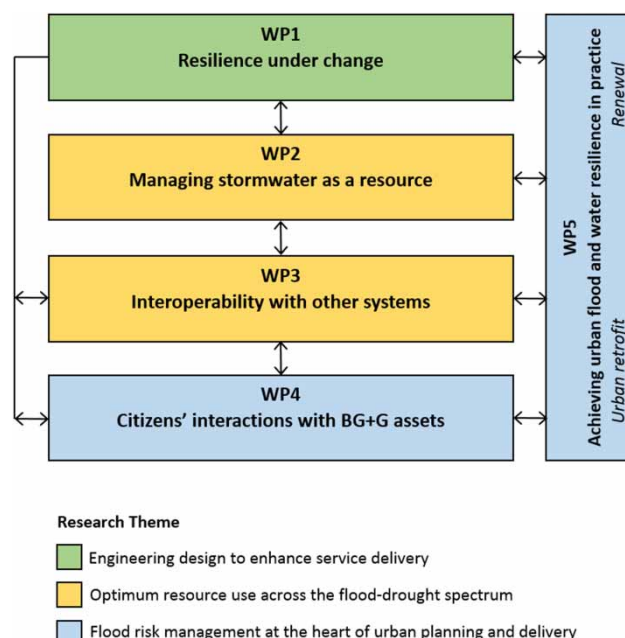 WP1
Resilience under change
WP2
Managing stormwater as a resource
WP3
Interoperability with other systems
WP4
Citizens’ interactions with BG+G assets
WP5
Achieving urban flood and water resilience in practice
Urban retrofit
Renewal
Research Theme
Engineering design to enhance service delivery
Optimum resource use across the flood-drought spectrum
Flood risk management at the heart of urban planning and delivery